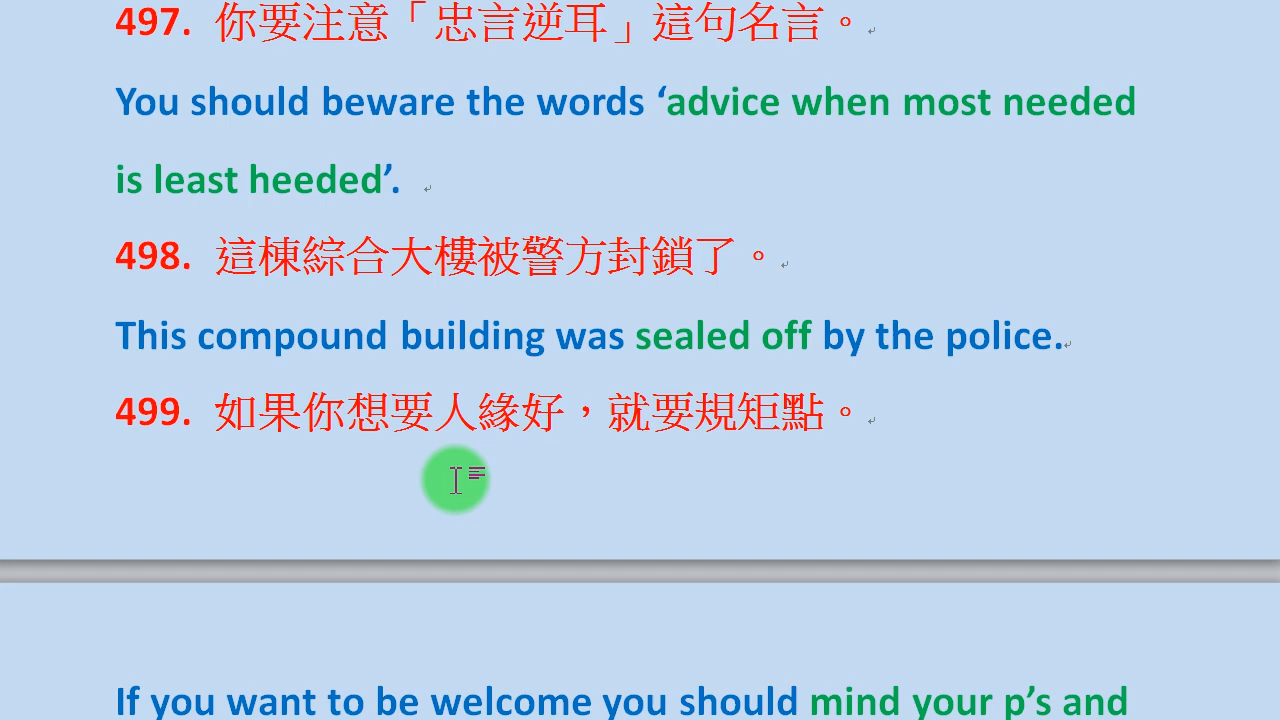 497. 你要注意「忠言逆耳」這句名言。
You should beware the words ‘advice when most needed
is least heeded’.
498. 這棟綜合大樓被警方封鎖了。
This compound building was sealed off by the police.
499. 如果你想要人緣好，就要規矩點。
If you want to be welcome you should mind your p’s and